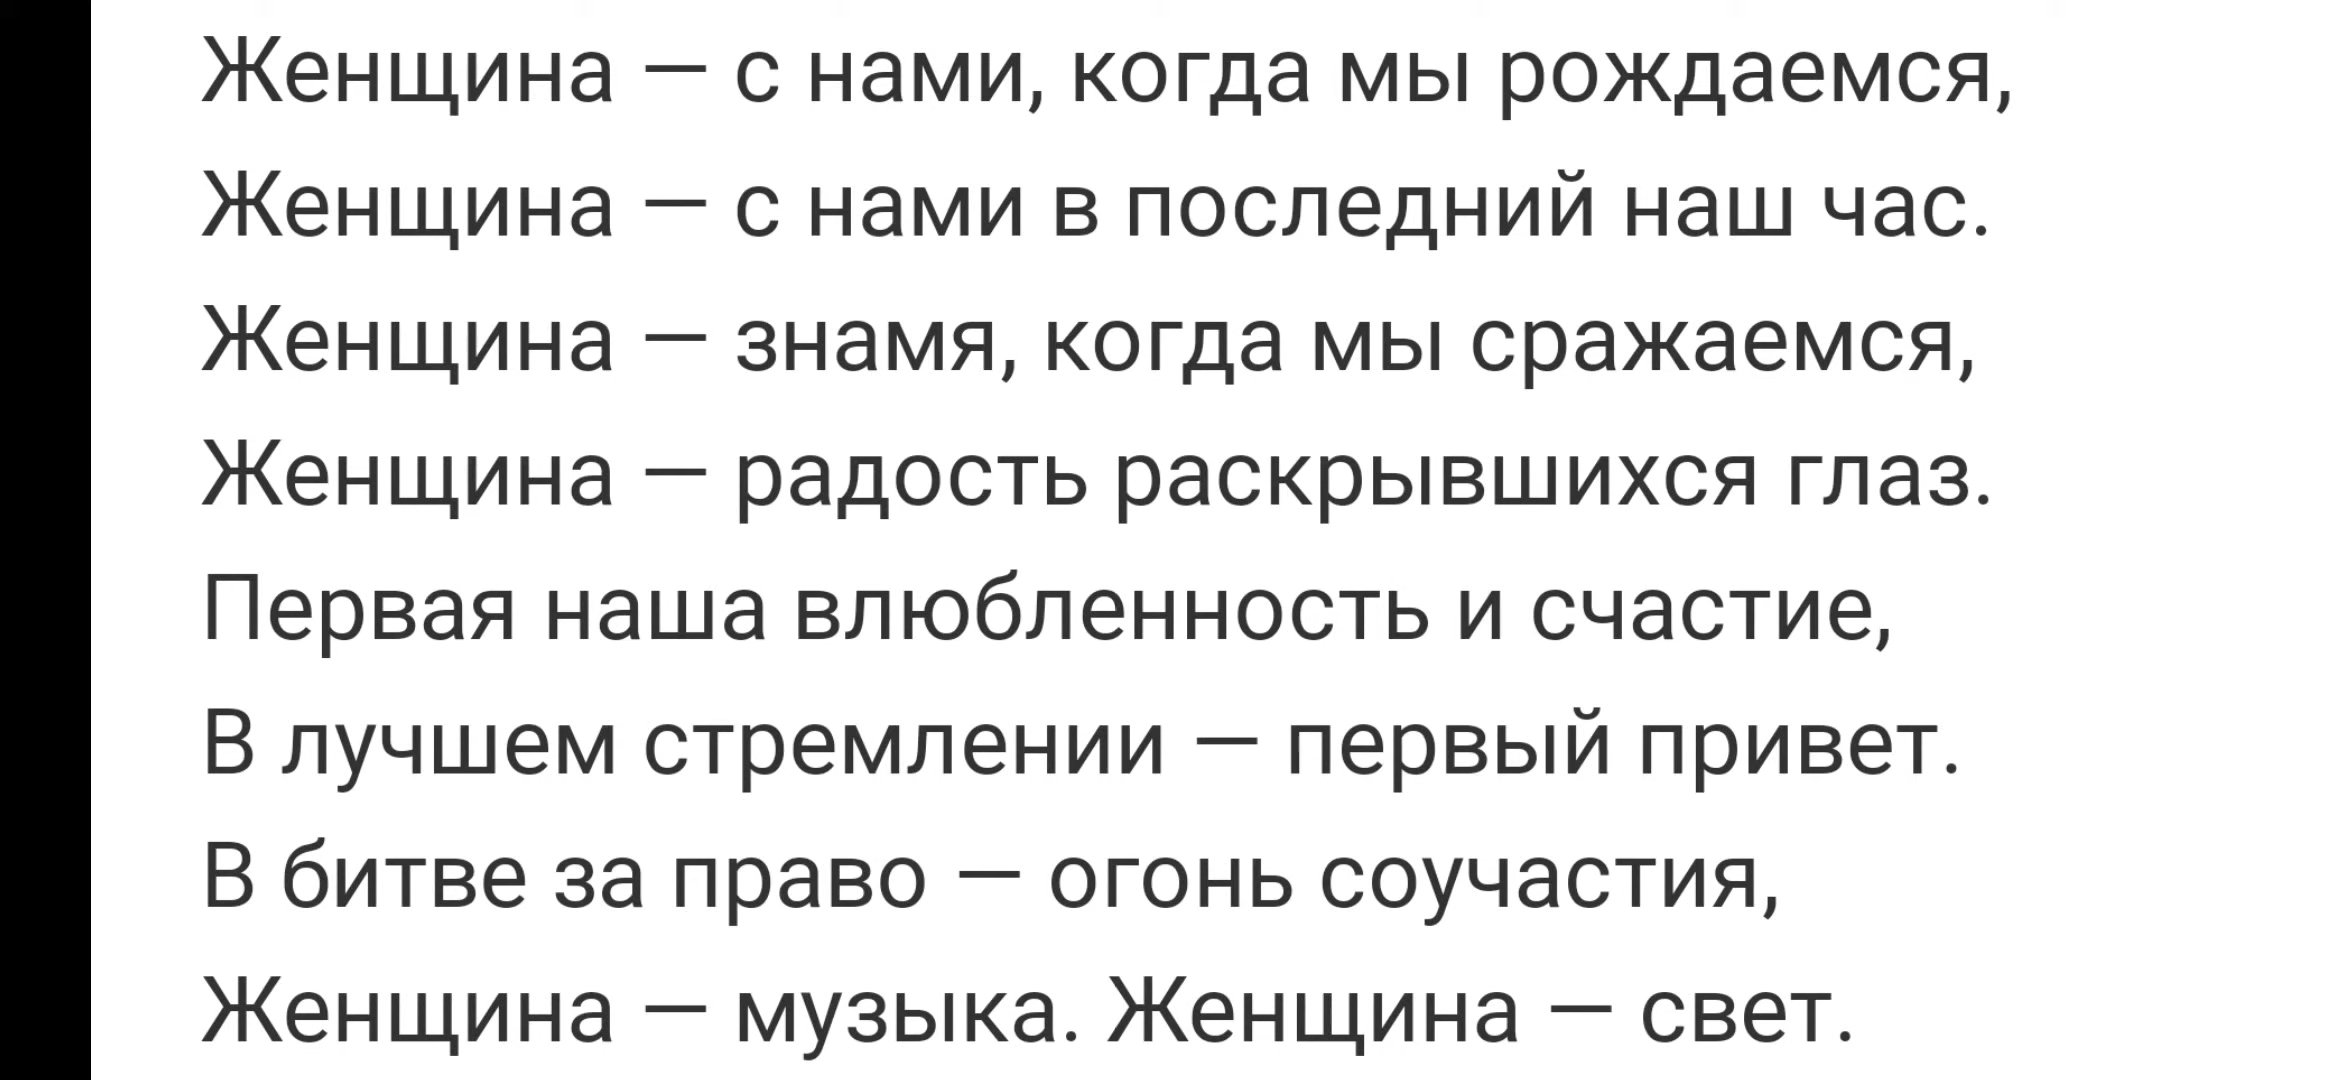 Женщина — с нами, когда мы рождаемся,
Женщина — с нами в последний наш час.
Женщина — знамя, когда мы сражаемся,
Женщина — радость раскрывшихся глаз.
Первая наша влюбленность и счастие,
В лучшем стремлении — первый привет.
В битве за право — огонь соучастия,
Женщина — музыка. Женщина — свет.